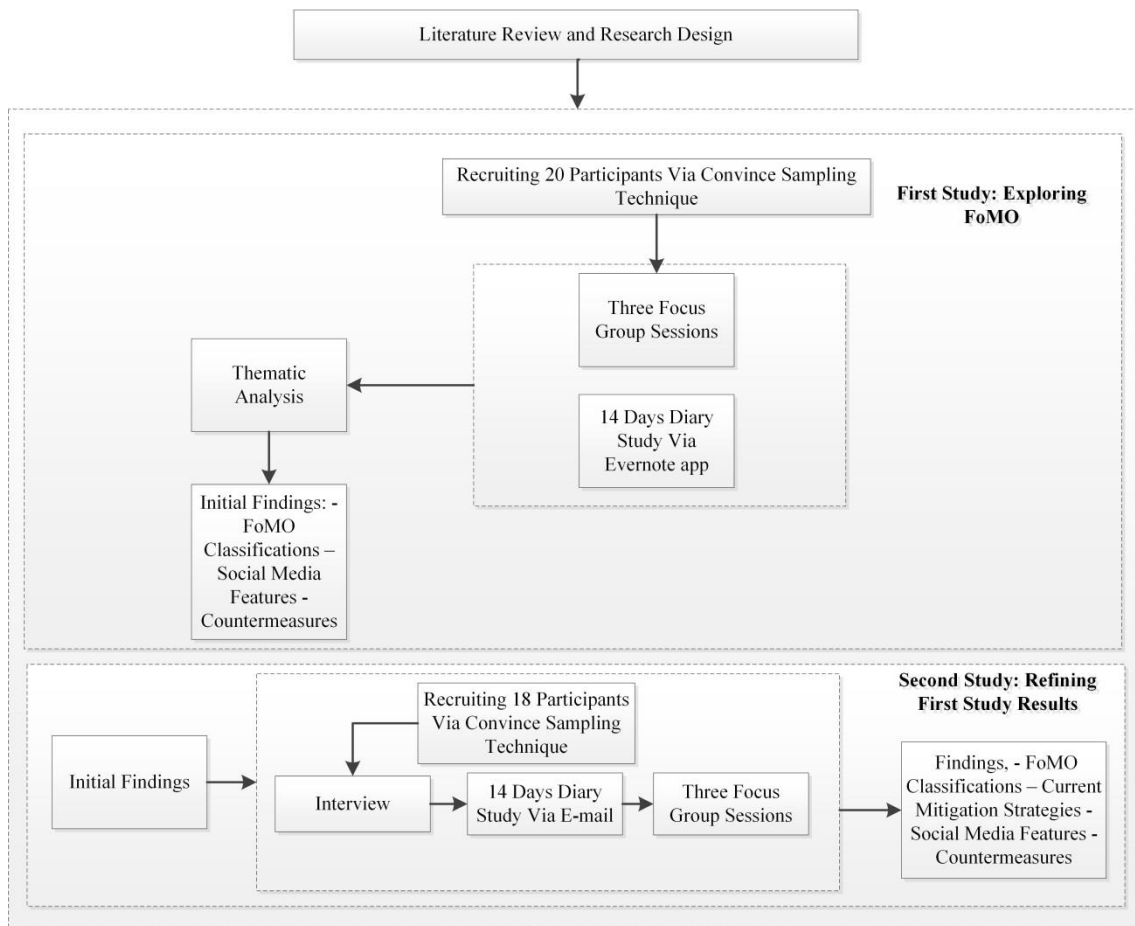 Literature Review and Research Design
Recruiting 20 Participants Via Convince Sampling
Technique
First Study: Exploring
FoMO
Three Focus
Group Sessions
Thematic
Analysis
14 Days Diary
Study Via
Evernote app
Initial Findings: -
FoMO
Classifications –
Social Media
Features -
Countermeasures
Second Study: Refining
First Study Results
Recruiting 18 Participants
Via Convince Sampling
Technique
Initial Findings
Interview
14 Days Diary
Study Via E-mail
Three Focus
Group Sessions
Findings, - FoMO
Classifications – Current
Mitigation Strategies -
Social Media Features -
Countermeasures